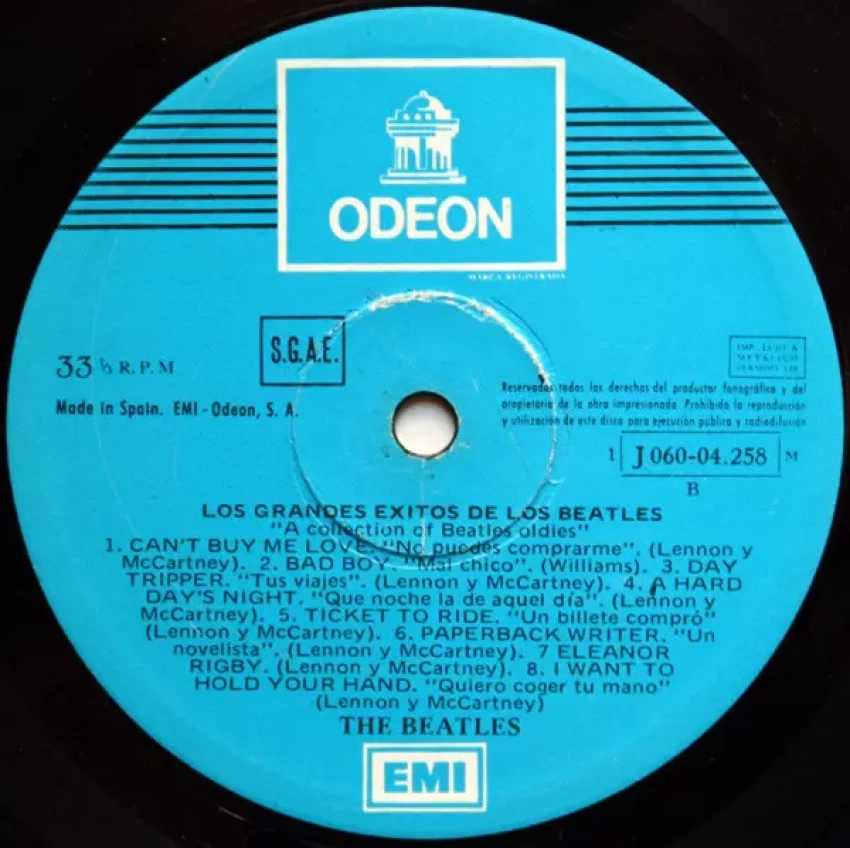 ODEON
MARCA REGISTRADA
33 ⅓ R.P.M
S.G.A.E.
Made in Spain. EMI - Odeon, S. A.
Reservados todos los derechos del productor fonográfico y del
propietario de la obra impresionada. Prohibida la reproducción
y utilización de este disco para ejecucion publica y radiodifusión
1 J 060-04.258 M
B
LOS GRANDES EXITOS DE LOS BEATLES
"A collection of Beatles oldies"
1. CAN'T BUY ME LOVE. "No puedes comprarme". (Lennon y
McCartney). 2. BAD BOY. "Mal chico". (Williams). 3. DAY
TRIPPER. "Tus viajes". (Lennon y McCartney). 4. A HARD
DAY'S NIGHT. "Que noche la de aquel día". (Lennon y
McCartney). 5. TICKET TO RIDE. "Un billete compró"
(Lennon y McCartney). 6. PAPERBACK WRITER. "Un
novelista". (Lennon y McCartney). 7 ELEANOR
RIGBY. (Lennon y McCartney). 8. I WANT TO
HOLD YOUR HAND. "Quiero coger tu mano"
(Lennon y McCartney)
THE BEATLES
EMI